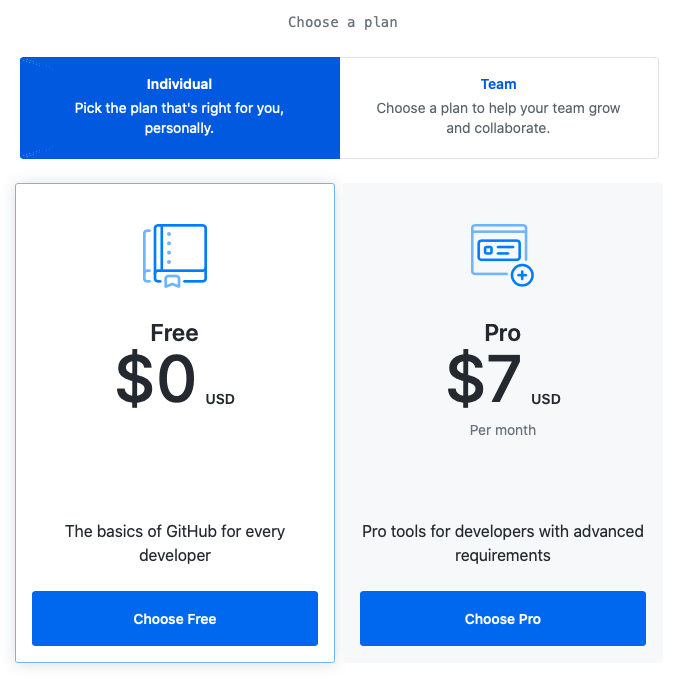 Choose a plan
Individual
Pick the plan that's right for you,
personally.
Team
Choose a plan to help your team grow
and collaborate.
Free
$0 USD
The basics of GitHub for every
developer
Choose Free
Pro
$7 USD
Per month
Pro tools for developers with advanced
requirements
Choose Pro